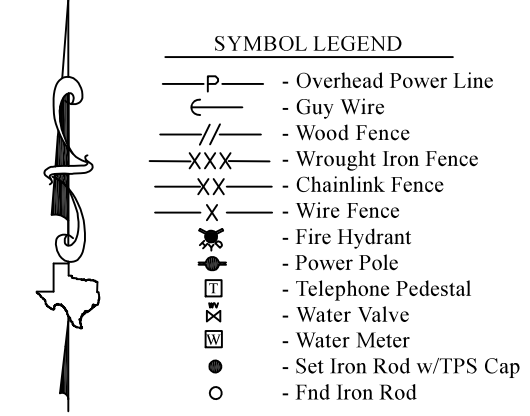 SYMBOL LEGEND
P - Overhead Power Line
- Guy Wire
// - Wood Fence
XXX - Wrought Iron Fence
XX - Chainlink Fence
X - Wire Fence
- Fire Hydrant
- Power Pole
T - Telephone Pedestal
WV - Water Valve
W - Water Meter
- Set Iron Rod w/TPS Cap
- Fnd Iron Rod